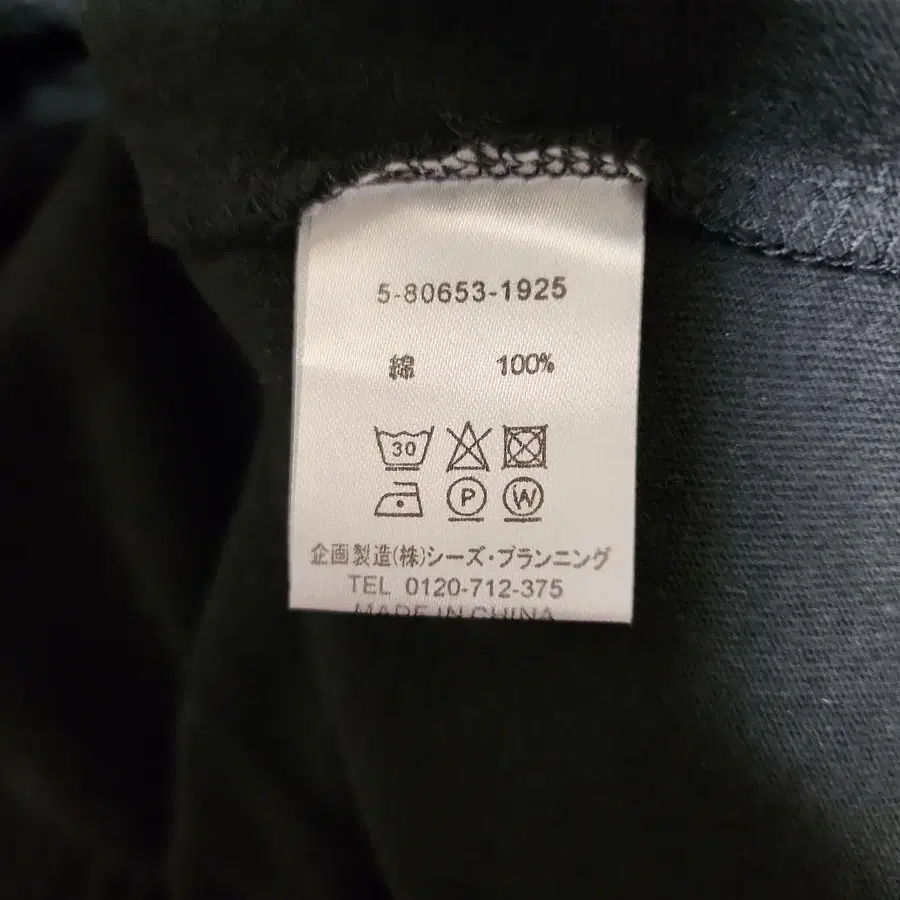 5-80653-1925
綿 100%
30
P W
企画製造(株)シーズ・プランニング
TEL 0120-712-375
MADE IN CHINA